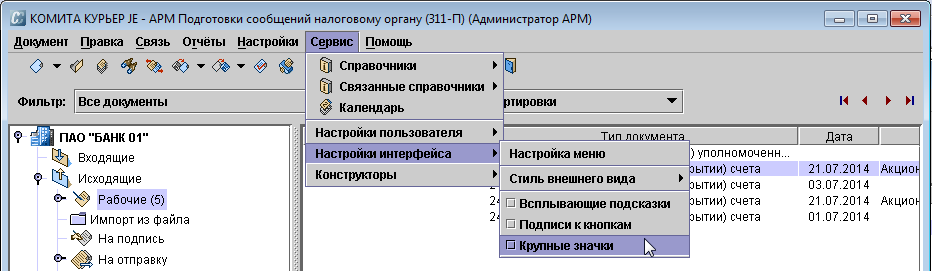 КОМИТА КУРЬЕР JE - АРМ Подготовки сообщений налоговому органу (311-П) (Администратор АРМ)
Документ Правка Связь Отчёты Настройки Сервис Помощь
Справочники
Связанные справочники
Календарь
Настройки пользователя
Настройки интерфейса
Конструкторы
Настройка меню
Стиль внешнего вида
Всплывающие подсказки
Подписи к кнопкам
Крупные значки
Фильтр: Все документы ртировки
ПАО "БАНК 01"
Входящие
Исходящие
Рабочие (5)
Импорт из файла
На подпись
На отправку
Тип документа Дата
) уполномоченн...
рытии) счета 21.07.2014 Акцион
24 рытии) счета 03.07.2014
24 рытии) счета 21.07.2014 Акцион
24 рытии) счета 01.07.2014